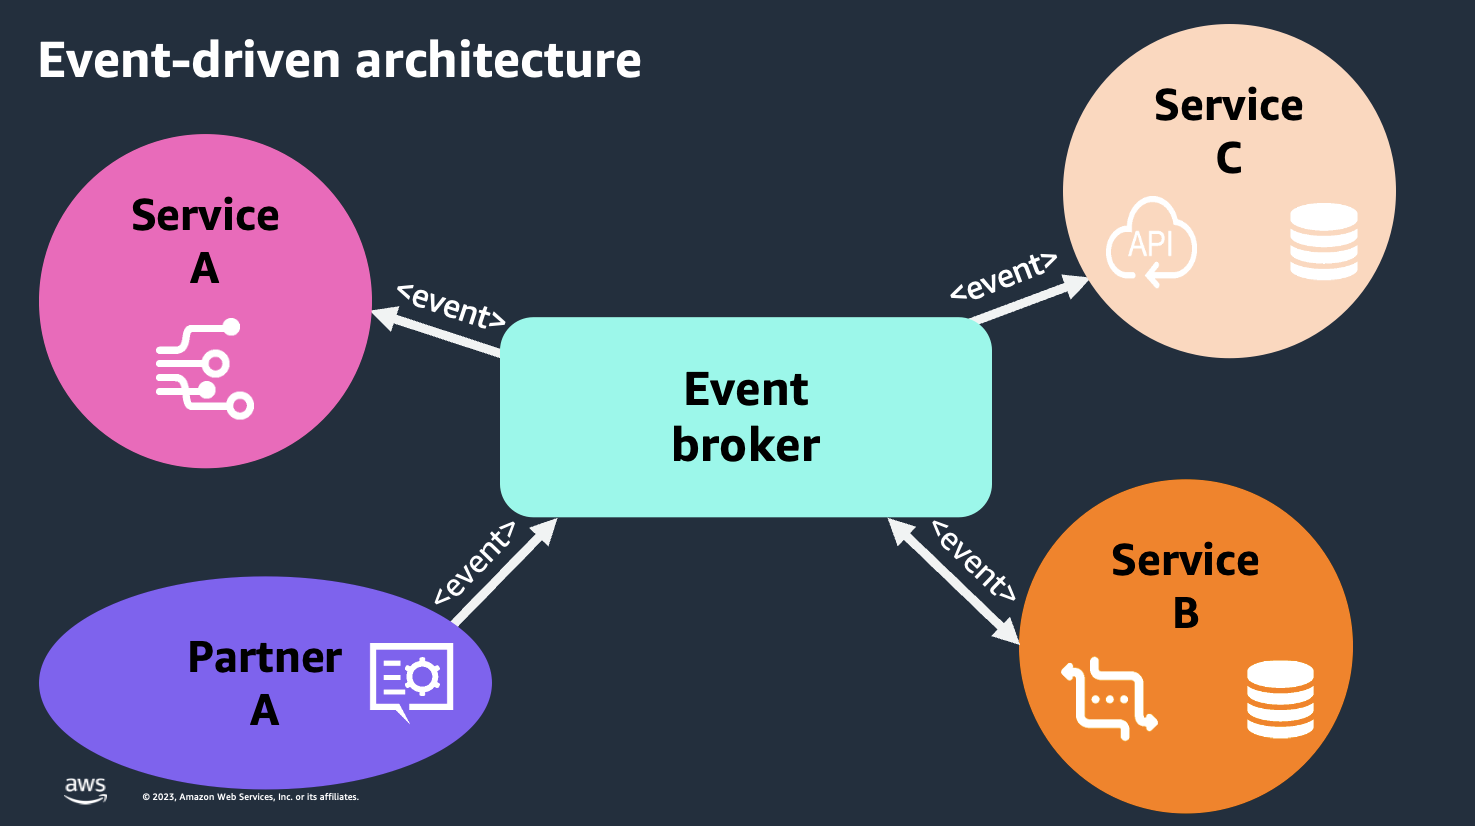 Event-driven architecture
Service
A
<event>
Event
broker
<event>
Service
C
API
<event>
Partner
A
<event>
Service
B
aws
© 2023, Amazon Web Services, Inc. or its affiliates.